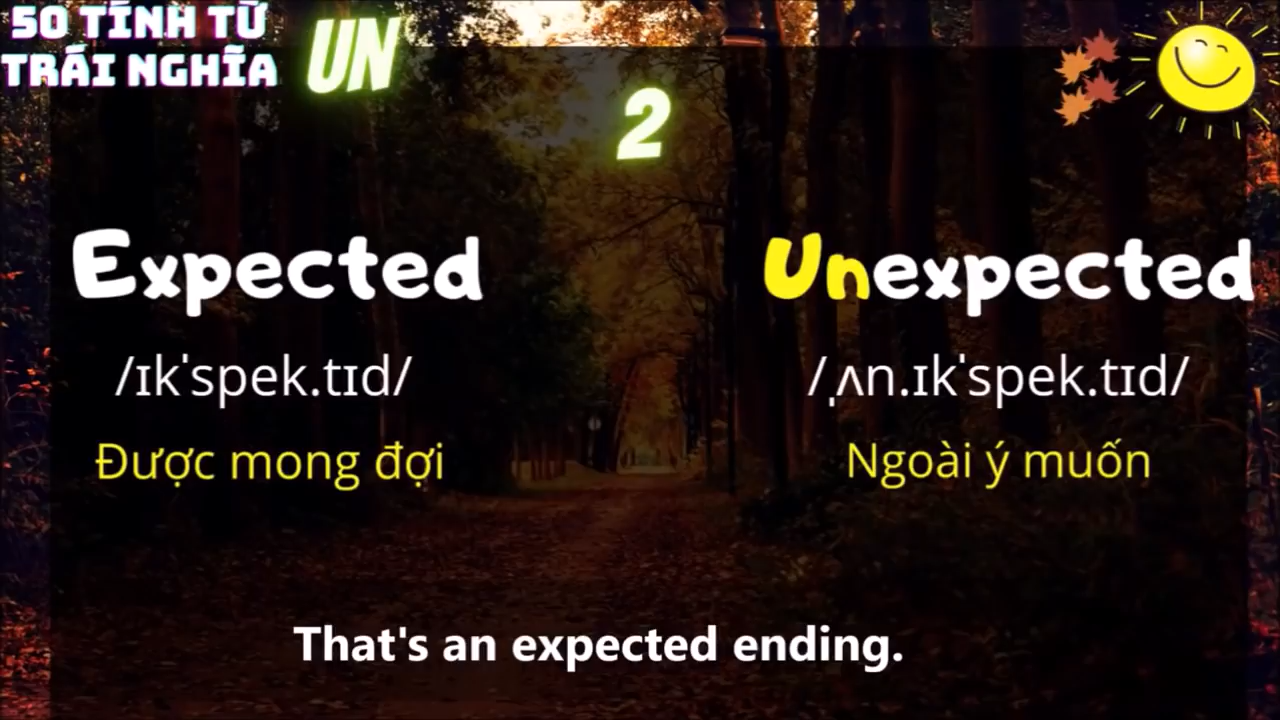 50 TÍNH TỪ
TRÁI NGHĨA
UN
2
Expected
Unexpected
/ɪkˈspek.tɪd/
/ˌʌn.ɪkˈspek.tɪd/
Được mong đợi
Ngoài ý muốn
That's an expected ending.